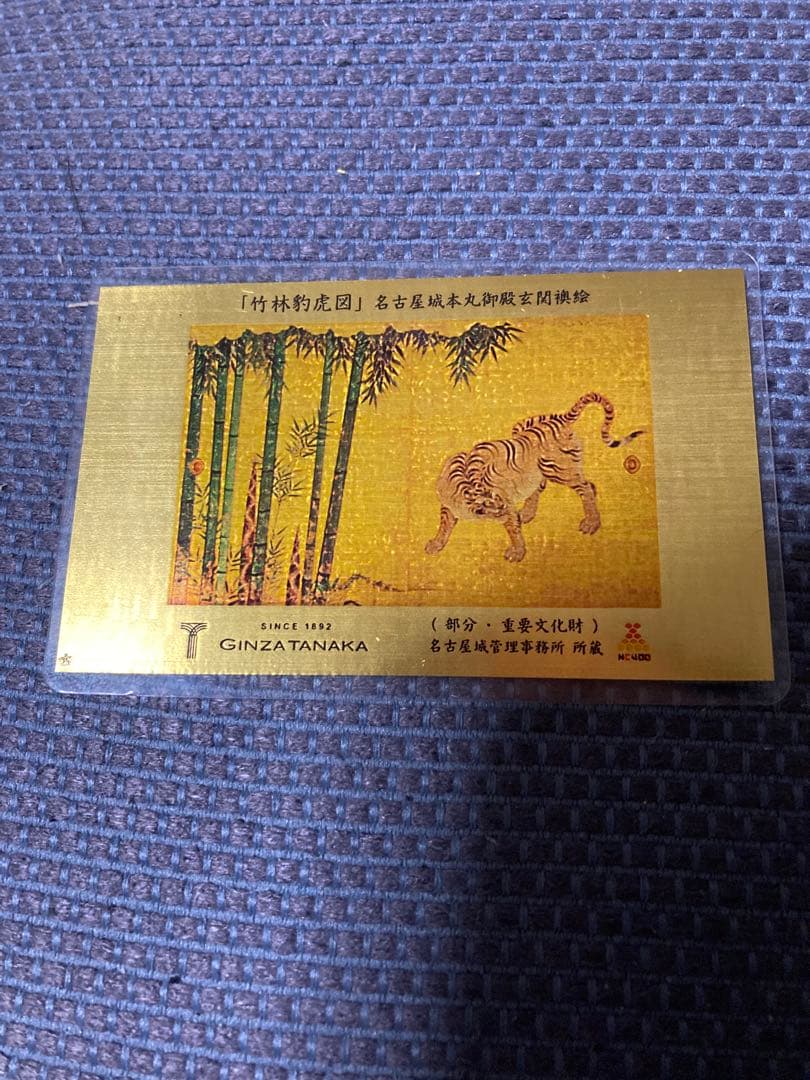 「竹林豹虎図」名古屋城本丸御殿玄関襖絵
SINCE 1892
GINZA TANAKA
(部分・重要文化財)
名古屋城管理事務所 所蔵
NC400